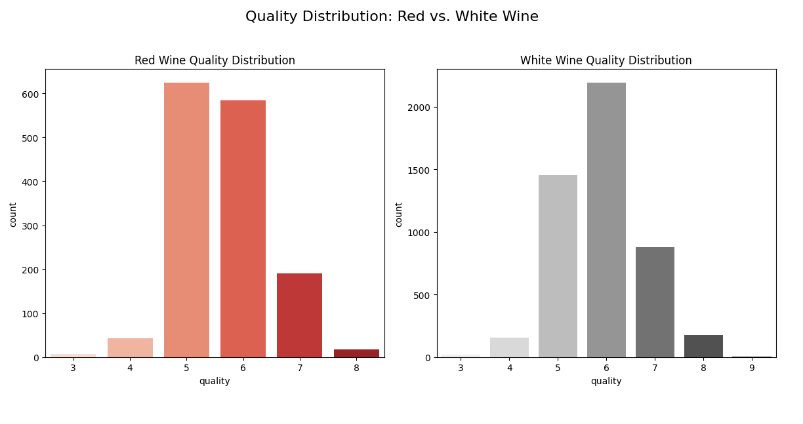 Quality Distribution: Red vs. White Wine
Red Wine Quality Distribution
count
600
500
400
300
200
100
0
3 4 5 6 7 8
quality
White Wine Quality Distribution
count
2000
1500
1000
500
0
3 4 5 6 7 8 9
quality